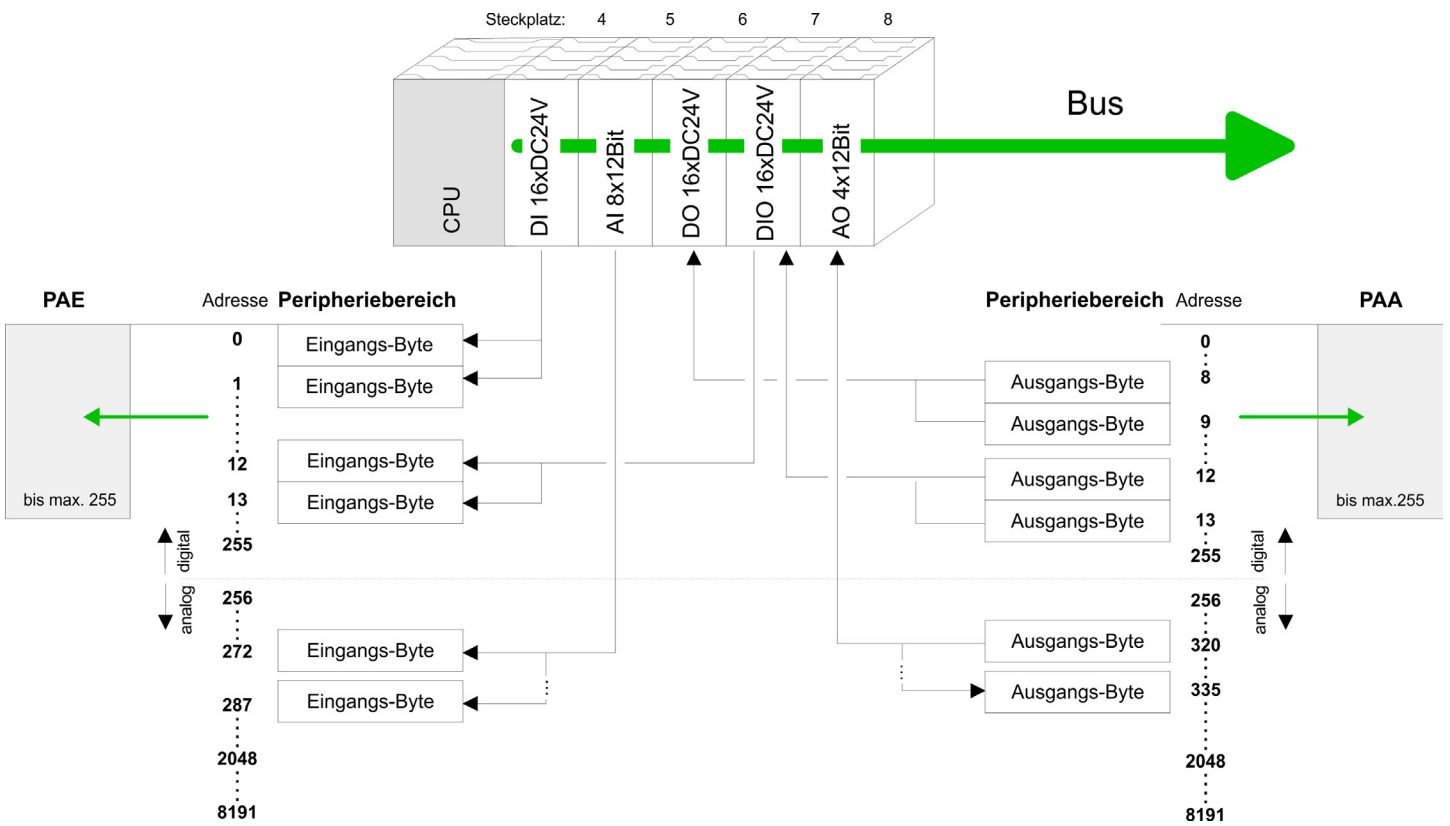 Steckplatz: 4 5 6 7 8
CPU
DI 16xDC24V
AI 8x12Bit
DO 16xDC24V
DIO 16xDC24V
AO 4x12Bit
Bus
PAE
Adresse Peripheriebereich
0 Eingangs-Byte
1 Eingangs-Byte
12 Eingangs-Byte
13 Eingangs-Byte
bis max. 255
255
digital
analog
256
272 Eingangs-Byte
287 Eingangs-Byte
2048
8191
Peripheriebereich Adresse
PAA
0
Ausgangs-Byte 8
Ausgangs-Byte 9
Ausgangs-Byte 12
Ausgangs-Byte 13
bis max.255
255
digital
analog
256
Ausgangs-Byte 320
Ausgangs-Byte 335
2048
8191